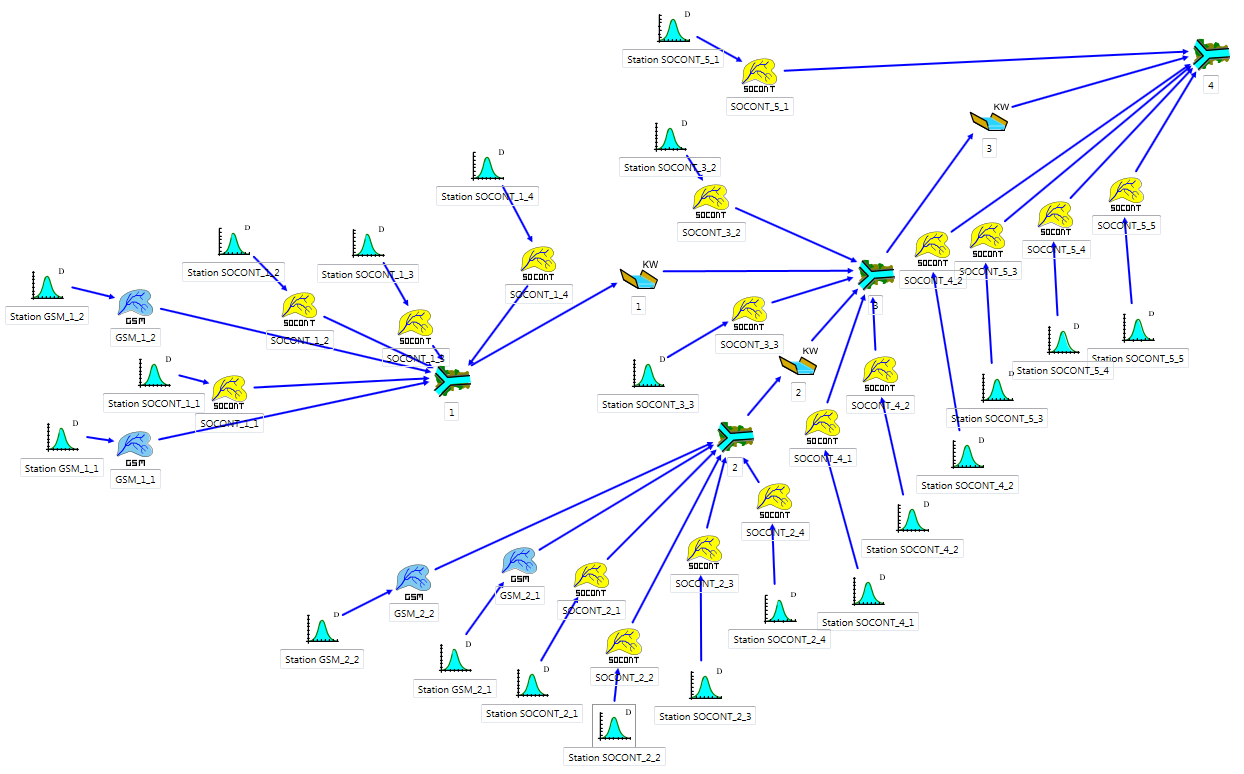 D
Station SOCONT_5_1
SOCONT
SOCONT_5_1
4
KW
3
D
Station SOCONT_3_2
SOCONT
SOCONT_3_2
D
Station SOCONT_1_4
SOCONT
SOCONT_1_4
D
Station SOCONT_1_2
D
Station SOCONT_1_3
D
Station GSM_1_2
GSM
GSM_1_2
SOCONT
SOCONT_1_2
SOCONT
SOCONT_1_3
D
Station SOCONT_1_1
SOCONT
SOCONT_1_1
1
D
Station GSM_1_1
GSM
GSM_1_1
KW
1
3
SOCONT
SOCONT_4_2
SOCONT
SOCONT_5_3
SOCONT
SOCONT_5_4
SOCONT
SOCONT_5_5
SOCONT
SOCONT_3_3
D
Station SOCONT_3_3
KW
2
D
Station SOCONT_5_5
D
Station SOCONT_5_4
D
Station SOCONT_5_3
SOCONT
SOCONT_4_2
SOCONT
SOCONT_4_1
2
D
Station SOCONT_4_2
D
Station SOCONT_4_2
SOCONT
SOCONT_2_4
SOCONT
SOCONT_2_3
GSM
GSM_2_1
SOCONT
SOCONT_2_1
GSM
GSM_2_2
D
Station SOCONT_4_1
D
Station SOCONT_2_4
D
Station GSM_2_2
D
Station GSM_2_1
SOCONT
SOCONT_2_2
D
Station SOCONT_2_1
D
Station SOCONT_2_3
D
Station SOCONT_2_2